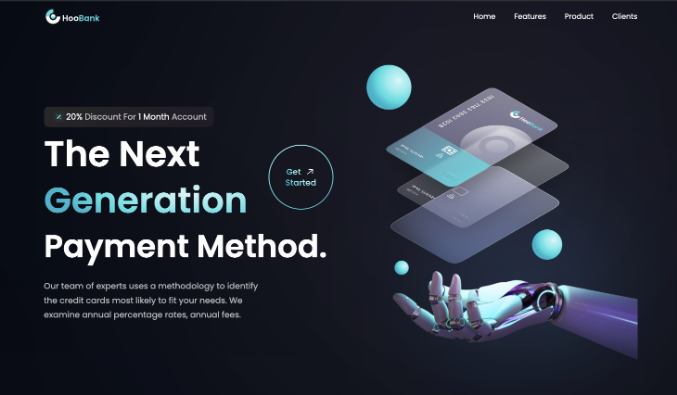 HooBank
Home Features Product Clients
20% Discount For 1 Month Account
The Next
Generation
Payment Method.
Get
Started
Our team of experts uses a methodology to identify
the credit cards most likely to fit your needs. We
examine annual percentage rates, annual fees.
HooBank